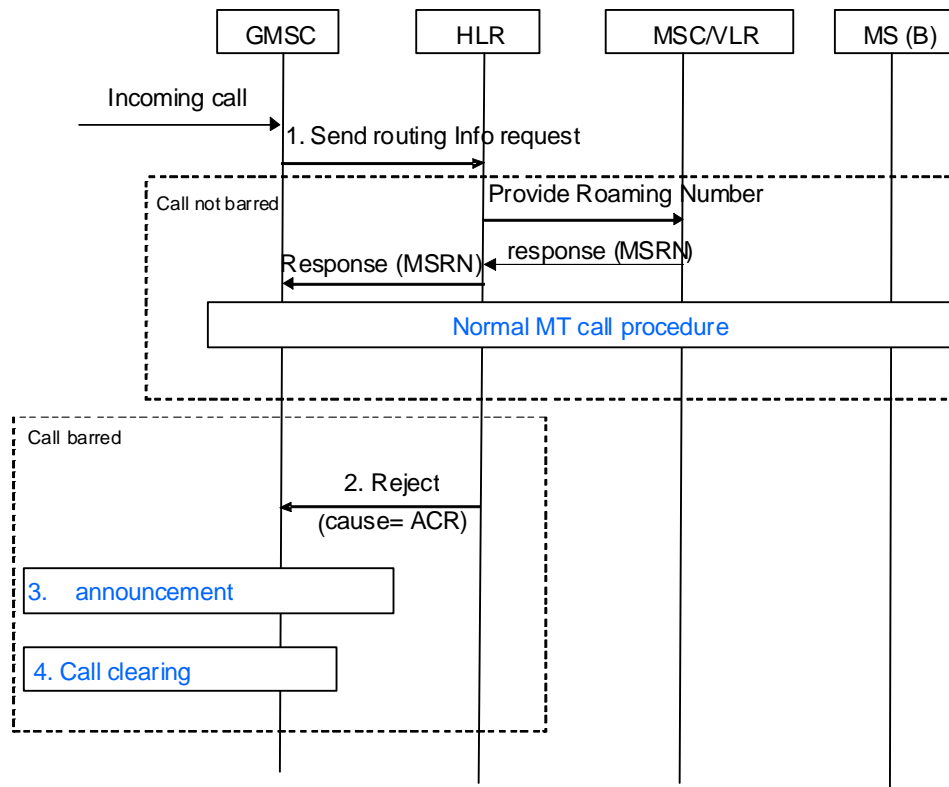 GMSC
HLR
MSC/VLR
MS (B)
Incoming call
1. Send routing Info request
Call not barred
Provide Roaming Number
response (MSRN)
Response (MSRN)
Normal MT call procedure
Call barred
2. Reject
(cause= ACR)
3. announcement
4. Call clearing